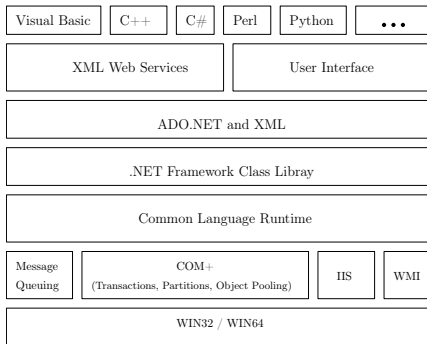 Visual Basic C++ C# Perl Python ...
XML Web Services User Interface
ADO.NET and XML
.NET Framework Class Libray
Common Language Runtime
Message Queuing COM+ (Transactions, Partitions, Object Pooling) IIS WMI
WIN32 / WIN64